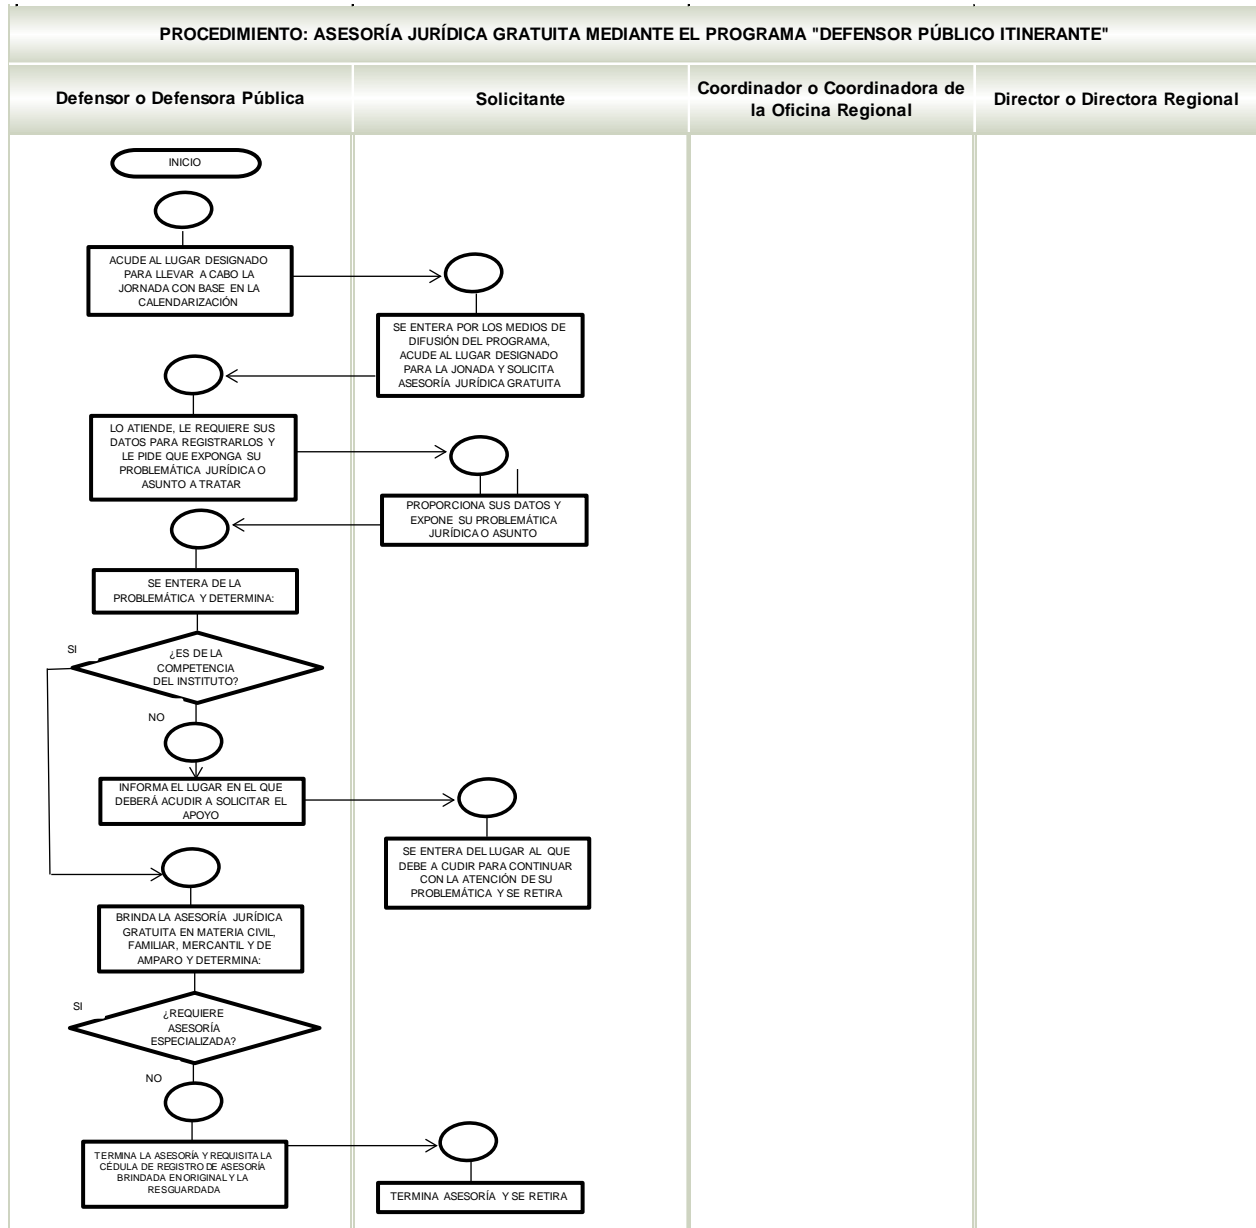 PROCEDIMIENTO: ASESORÍA JURÍDICA GRATUITA MEDIANTE EL PROGRAMA "DEFENSOR PÚBLICO ITINERANTE"
Defensor o Defensora Pública
Solicitante
Coordinador o Coordinadora de
la Oficina Regional
Director o Directora Regional
INICIO
ACUDE AL LUGAR DESIGNADO
PARA LLEVAR A CABO LA
JORNADA CON BASE EN LA
CALENDARIZACIÓN
SE ENTERA POR LOS MEDIOS DE
DIFUSIÓN DEL PROGRAMA,
ACUDE AL LUGAR DESIGNADO
PARA LA JONADA Y SOLICITA
ASESORÍA JURÍDICA GRATUITA
LO ATIENDE, LE REQUIERE SUS
DATOS PARA REGISTRARLOS Y
LE PIDE QUE EXPONGA SU
PROBLEMÁTICA JURÍDICA O
ASUNTO A TRATAR
PROPORCIONA SUS DATOS Y
EXPONE SU PROBLEMÁTICA
JURÍDICA O ASUNTO
SE ENTERA DE LA
PROBLEMÁTICA Y DETERMINA:
SI
¿ES DE LA
COMPETENCIA
DEL INSTITUTO?
NO
INFORMA EL LUGAR EN EL QUE
DEBERÁ ACUDIR A SOLICITAR EL
APOYO
SE ENTERA DEL LUGAR AL QUE
DEBE A CUDIR PARA CONTINUAR
CON LA ATENCIÓN DE SU
PROBLEMÁTICA Y SE RETIRA
BRINDA LA ASESORÍA JURÍDICA
GRATUITA EN MATERIA CIVIL,
FAMILIAR, MERCANTIL Y DE
AMPARO Y DETERMINA:
SI
¿REQUIERE
ASESORÍA
ESPECIALIZADA?
NO
TERMINA LA ASESORÍA Y REQUISITA LA
CÉDULA DE REGISTRO DE ASESORÍA
BRINDADA EN ORIGINAL Y LA
RESGUARDADA
TERMINA ASESORÍA Y SE RETIRA